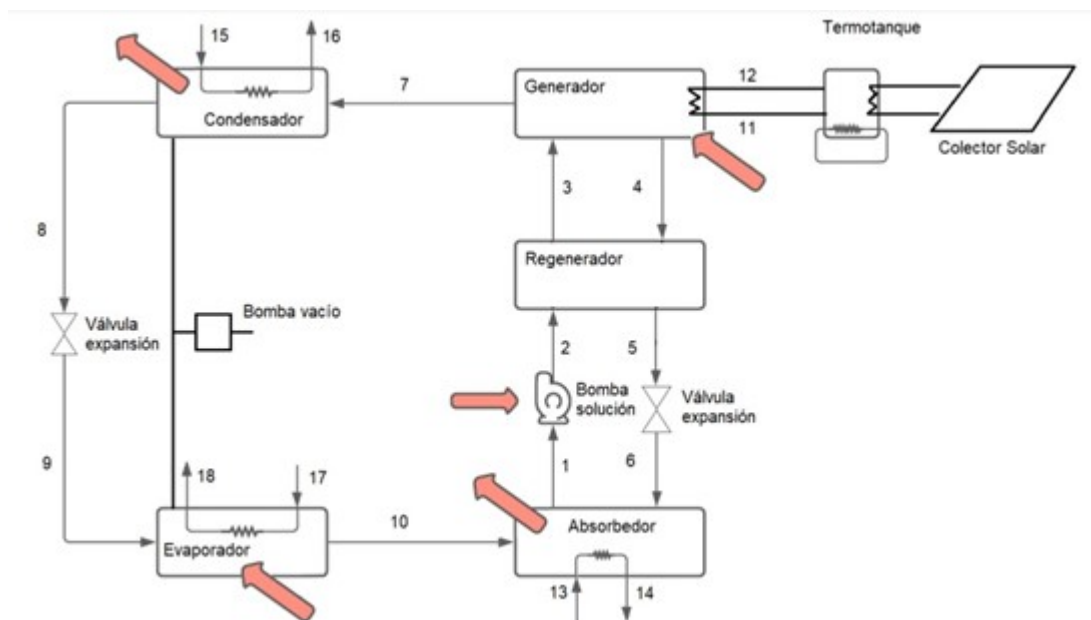 Termotanque
15
16
7
Generador
12
11
Condensador
Colector Solar
3
4
8
Regenerador
Bomba vacío
Válvula
expansión
2
5
Bomba
solución
Válvula
expansión
9
18
17
1
6
10
Absorbedor
Evaporador
13
14